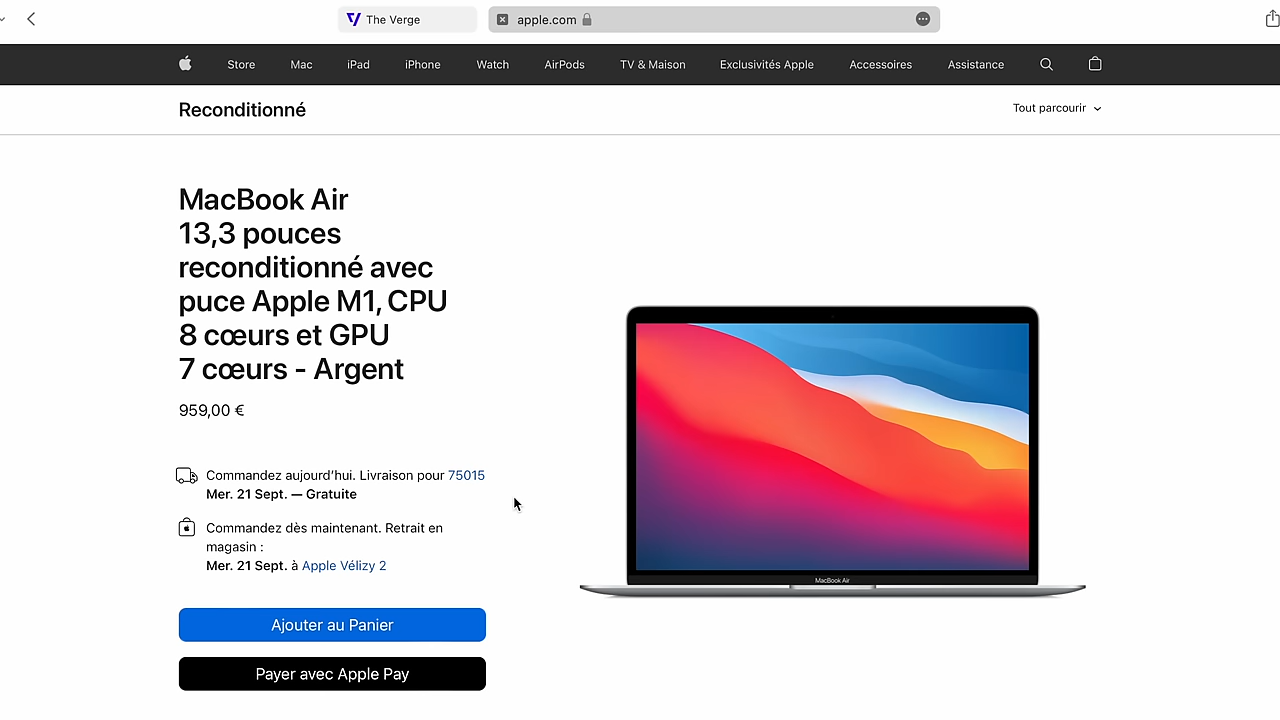 The Verge
apple.com
Store
Mac
iPad
iPhone
Watch
AirPods
TV & Maison
Exclusivités Apple
Accessoires
Assistance
Reconditionné
Tout parcourir
MacBook Air
13,3 pouces
reconditionné avec
puce Apple M1, CPU
8 cœurs et GPU
7 cœurs - Argent
959,00 €
Commandez aujourd’hui. Livraison pour 75015
Mer. 21 Sept. — Gratuite
Commandez dès maintenant. Retrait en
magasin :
Mer. 21 Sept. à Apple Vélizy 2
Ajouter au Panier
Payer avec Apple Pay
MacBook Air